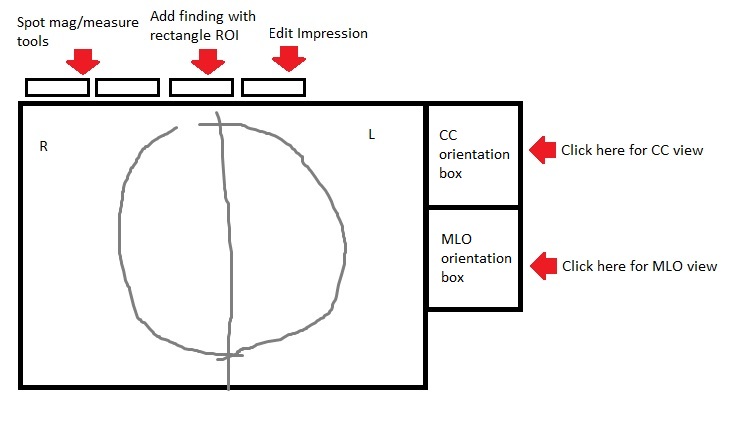 Spot mag/measure
tools
Add finding with
rectangle ROI
Edit Impression
R
L
CC
orientation
box
Click here for CC view
MLO
orientation
box
Click here for MLO view